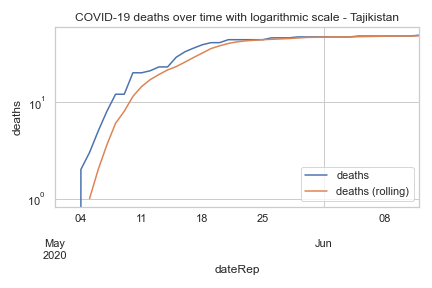 COVID-19 deaths over time with logarithmic scale - Tajikistan
deaths
10¹
10⁰
deaths
deaths (rolling)
04 11 18 25 08
May Jun
2020
dateRep